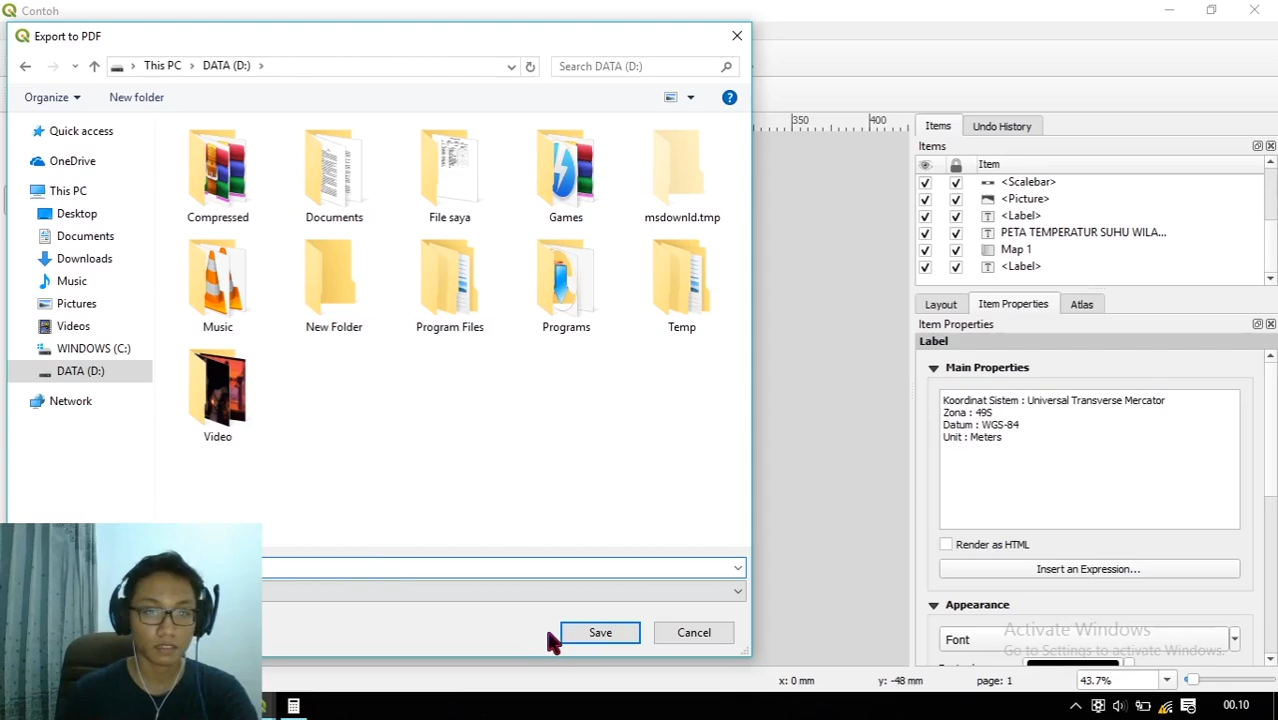 Contoh
Export to PDF
This PC
DATA (D:)
Search DATA (D:)
Organize
New folder
Quick access
OneDrive
This PC
Desktop
Documents
Downloads
Music
Pictures
Videos
WINDOWS (C:)
DATA (D:)
Network
Compressed
Documents
File saya
Games
msdownld.tmp
Music
New Folder
Program Files
Programs
Temp
Video
Save
Cancel
350
400
Items
Undo History
Items
Item
<Scalebar>
<Picture>
<Label>
PETA TEMPERATUR SUHU WILA...
Map 1
<Label>
Layout
Item Properties
Atlas
Item Properties
Label
Main Properties
Koordinat Sistem : Universal Transverse Mercator
Zona : 49S
Datum : WGS-84
Unit : Meters
Render as HTML
Insert an Expression...
Appearance
Font
Activate Windows
Go to Settings to activate Windows.
x: 0 mm
y: -48 mm
page: 1
43.7%
00.10